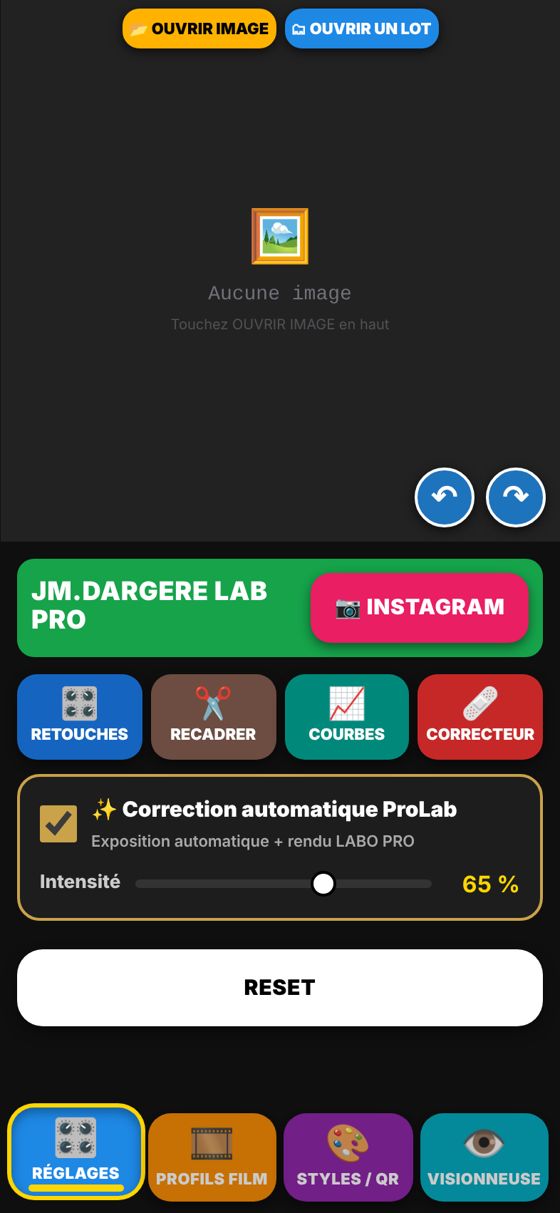 OUVRIR IMAGE
OUVRIR UN LOT
Aucune image
Touchez OUVRIR IMAGE en haut
JM.DARGERE LAB
PRO
INSTAGRAM
RETOUCHES
RECADRER
COURBES
CORRECTEUR
✨ Correction automatique ProLab
Exposition automatique + rendu LABO PRO
Intensité
65 %
RESET
RÉGLAGES
PROFILS FILM
STYLES / QR
VISIONNEUSE